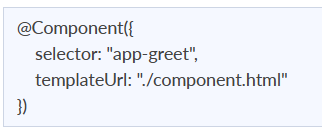 @Component({
    selector: "app-greet",
    templateUrl: "./component.html"
})